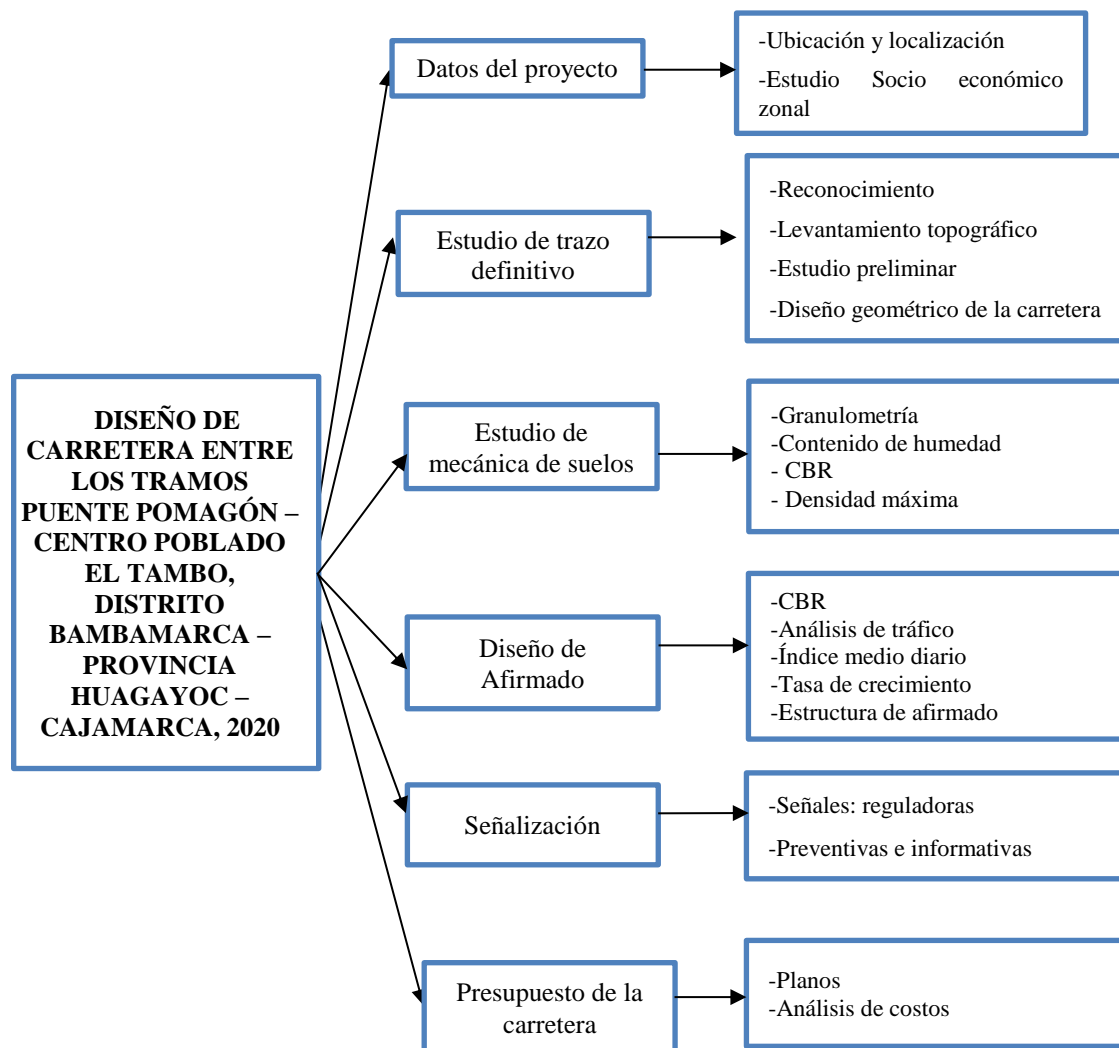 -Ubicación y localización
-Estudio Socio económico
zonal
Datos del proyecto
-Reconocimiento
-Levantamiento topográfico
-Estudio preliminar
-Diseño geométrico de la carretera
Estudio de trazo
definitivo
DISEÑO DE
CARRETERA ENTRE
LOS TRAMOS
PUENTE POMAGÓN –
CENTRO POBLADO
EL TAMBO,
DISTRITO
BAMBAMARCA –
PROVINCIA
HUAGAYOC –
CAJAMARCA, 2020
Estudio de
mecánica de suelos
-Granulometría
-Contenido de humedad
- CBR
- Densidad máxima
Diseño de
Afirmado
-CBR
-Análisis de tráfico
-Índice medio diario
-Tasa de crecimiento
-Estructura de afirmado
Señalización
-Señales: reguladoras
-Preventivas e informativas
Presupuesto de la
carretera
-Planos
-Análisis de costos